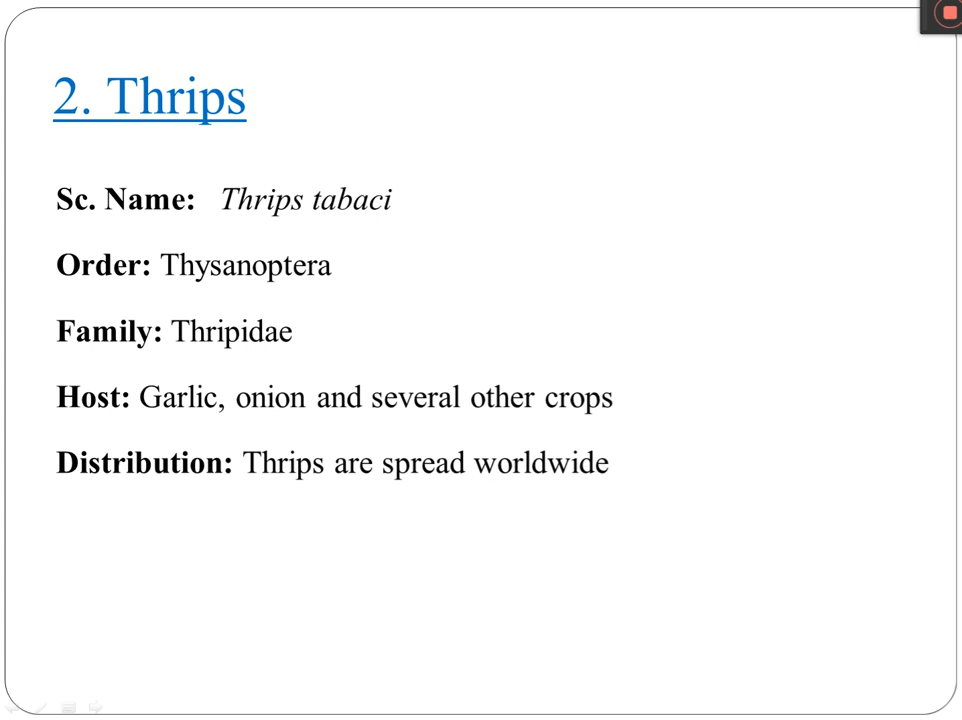 2. Thrips
Sc. Name: Thrips tabaci
Order: Thysanoptera
Family: Thripidae
Host: Garlic, onion and several other crops
Distribution: Thrips are spread worldwide